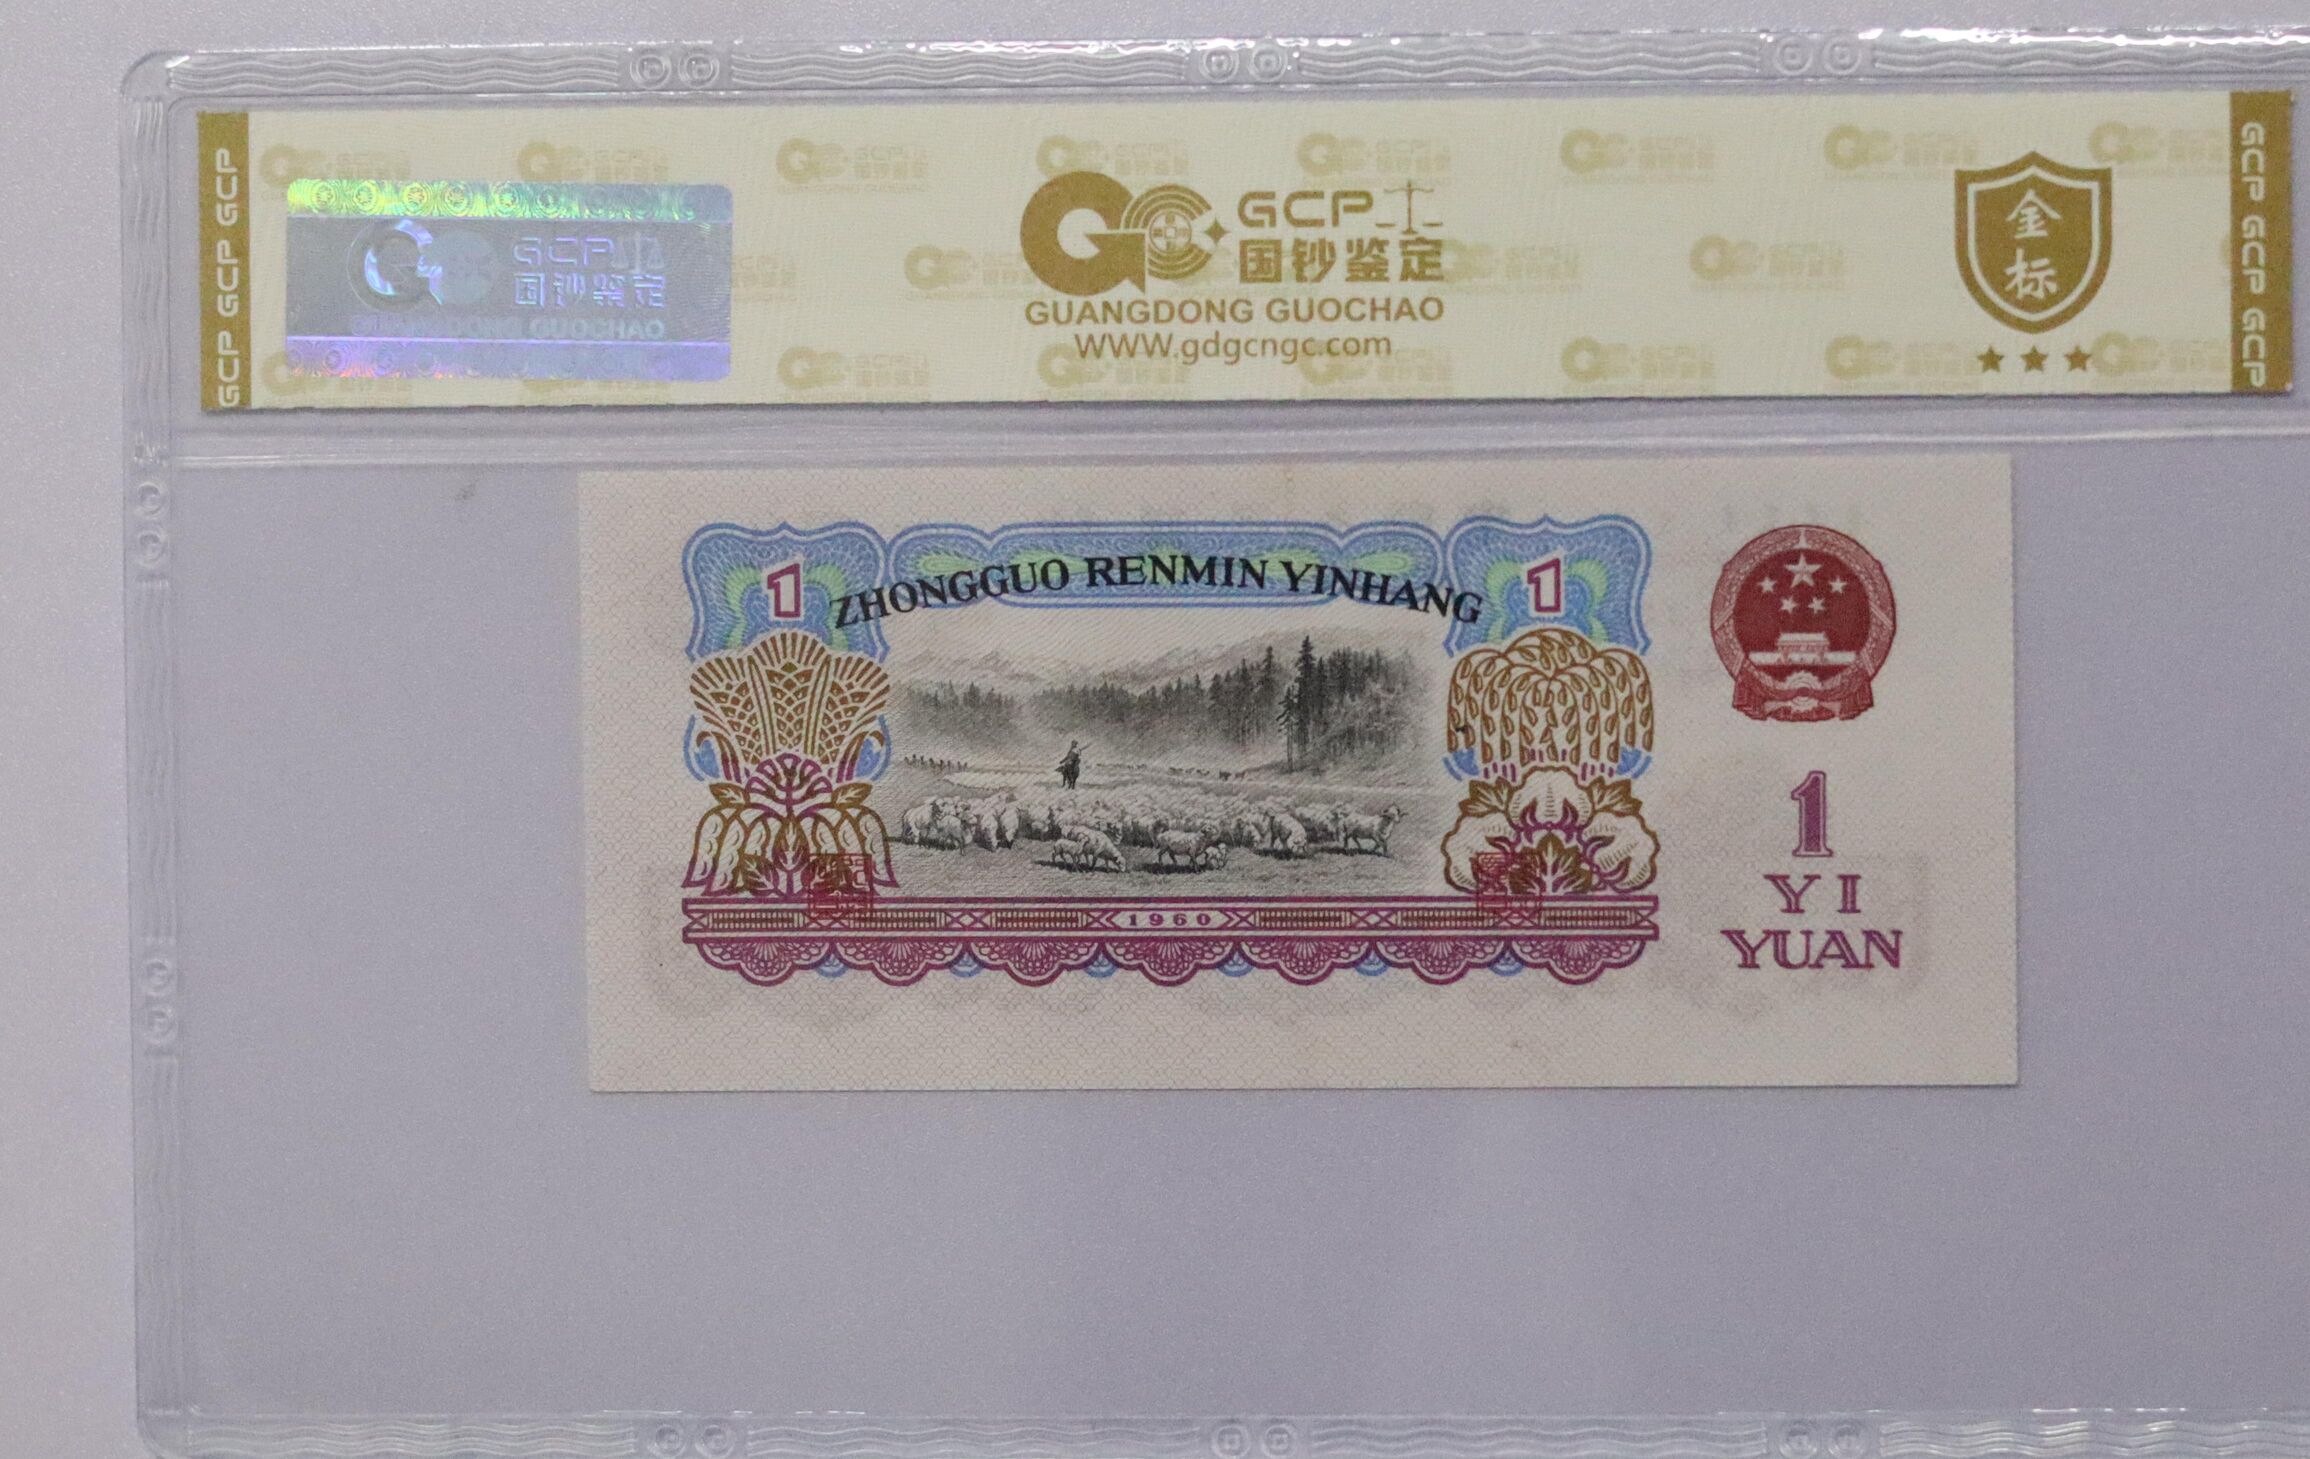 GCP GCP GCP
GCP
国钞鉴定
GUANGDONG GUOCHAO
GCP
国钞鉴定
GUANGDONG GUOCHAO
WWW.gdgcngc.com
金
标
GCP GCP GCP
1
ZHONGGUO RENMIN YINHANG
1
1960
1
YI
YUAN